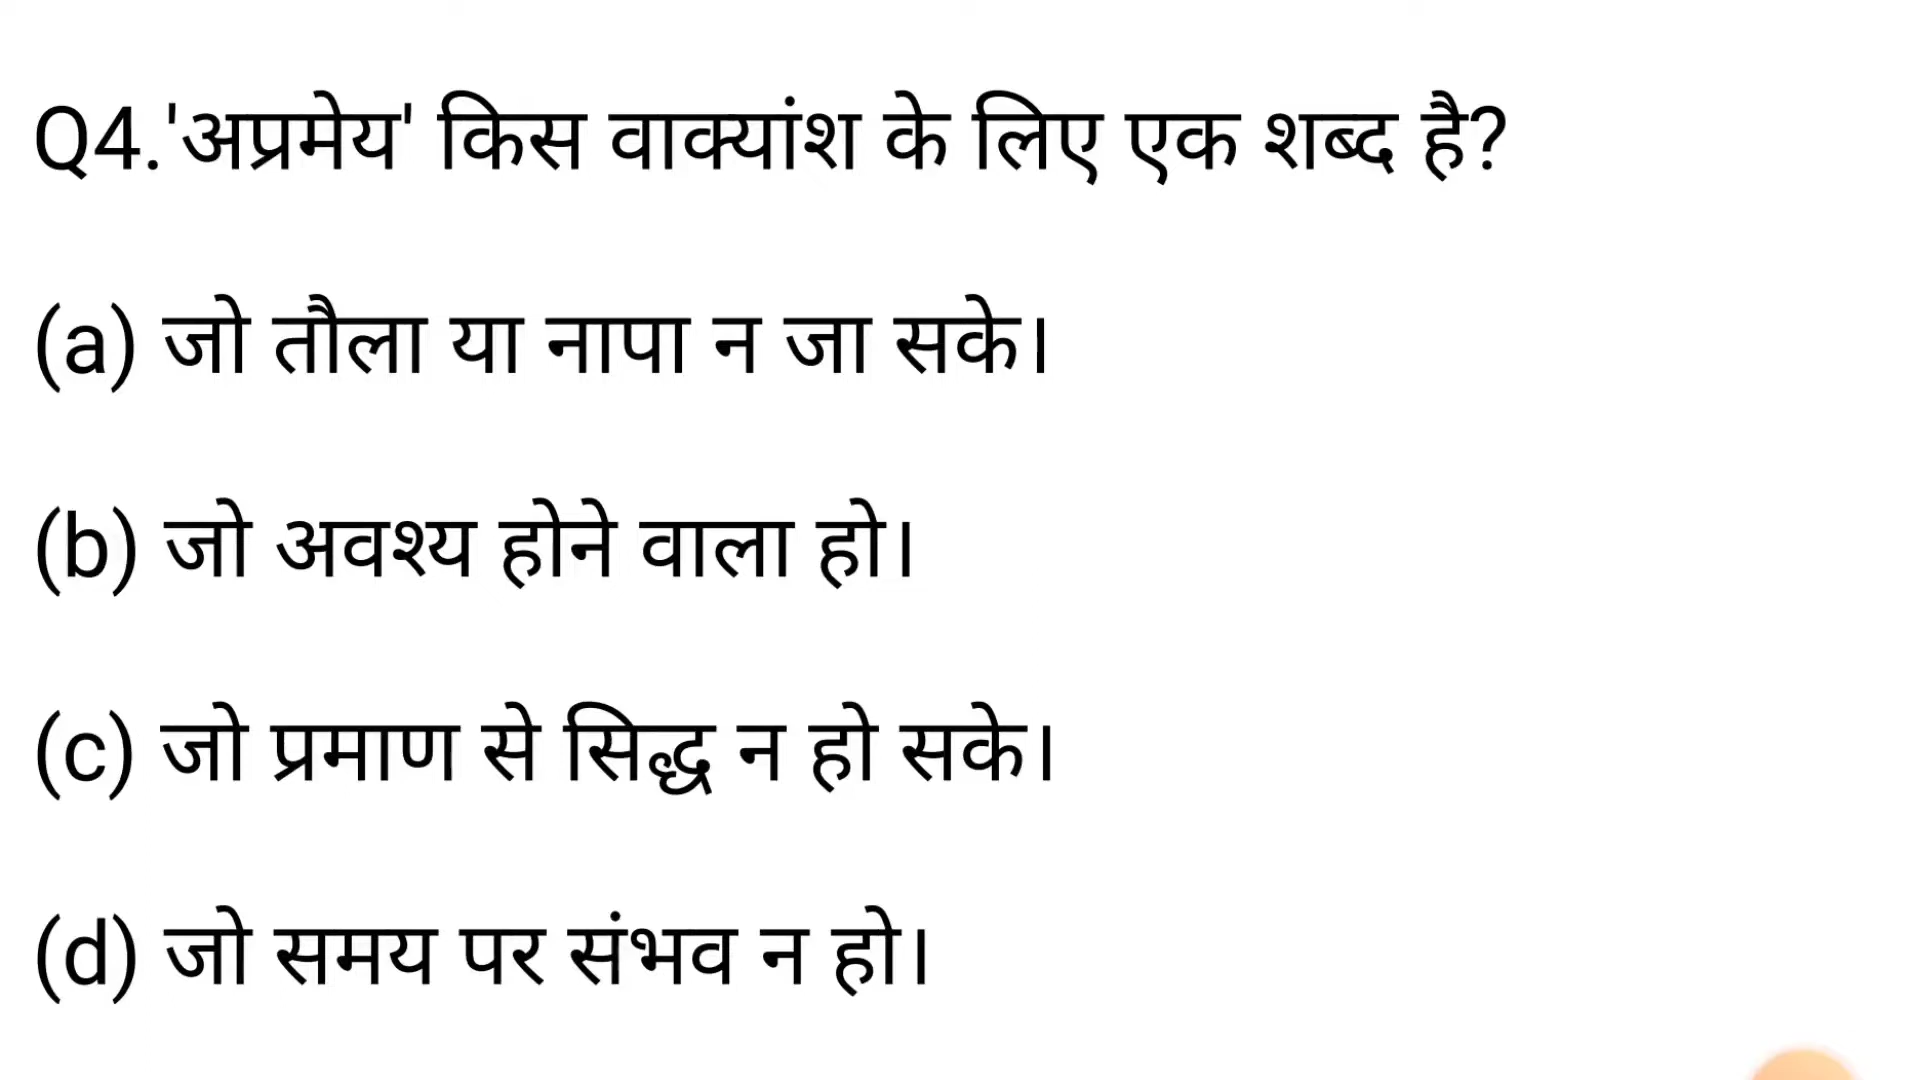 Q4.'अप्रमेय' किस वाक्यांश के लिए एक शब्द है?
(a) जो तौला या नापा न जा सके।
(b) जो अवश्य होने वाला हो।
(c) जो प्रमाण से सिद्ध न हो सके।
(d) जो समय पर संभव न हो।